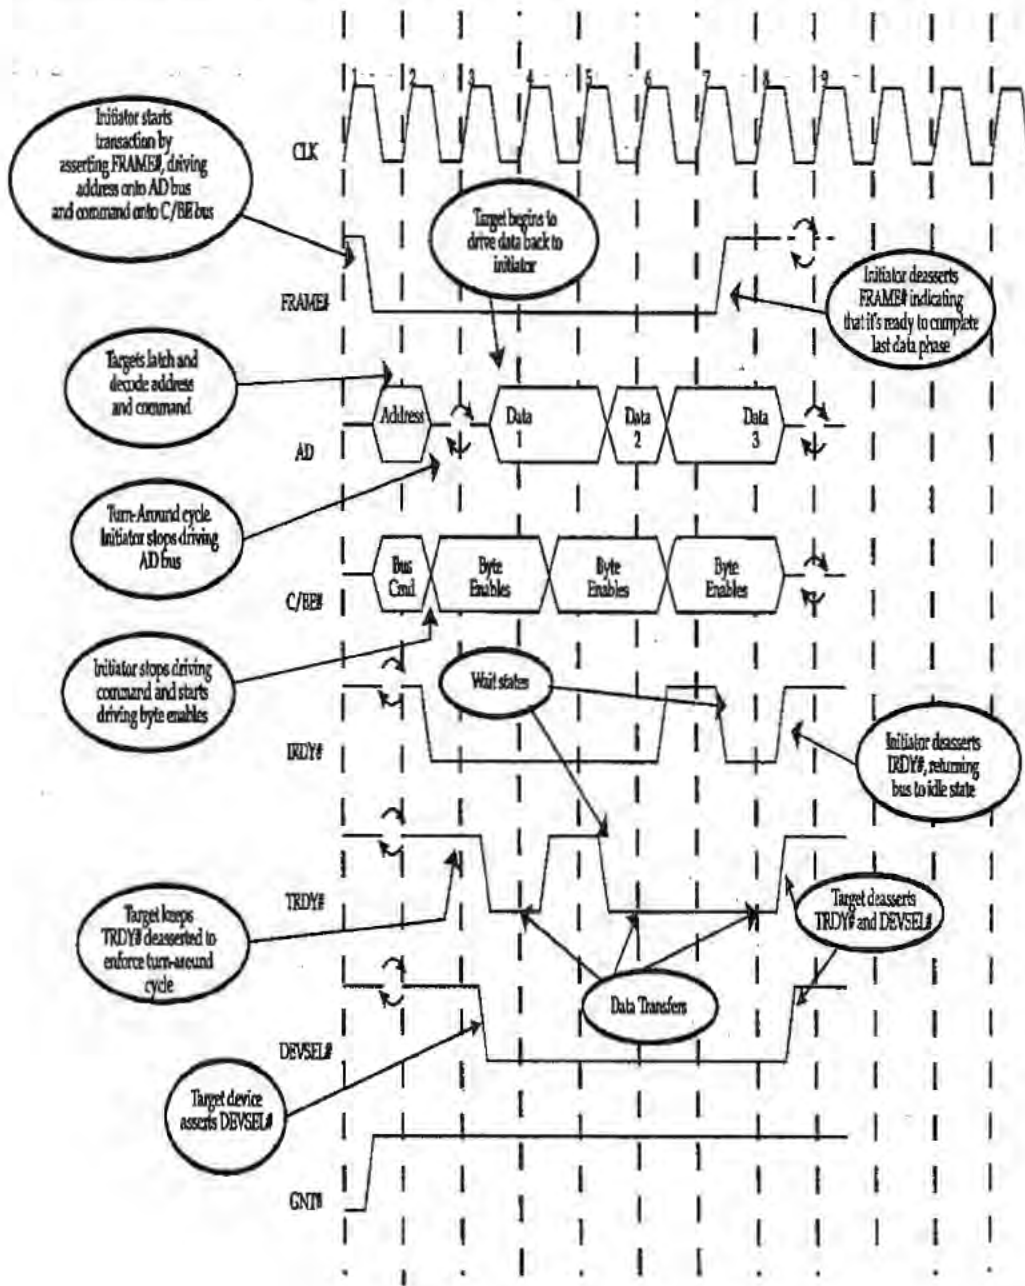 1 2 3 4 5 6 7 8 9
Initiator starts
transaction by
asserting FRAME#, driving
address onto AD bus
and command onto C/BE bus
CLK
Target begins to
drive data back to
initiator
FRAME#
Initiator deasserts
FRAME# indicating
that it's ready to complete
last data phase
Targets latch and
decode address
and command
AD
Address
Data
1
Data
2
Data
3
Turn-Around cycle.
Initiator stops driving
AD bus
C/BE#
Bus
Cmd
Byte
Enables
Byte
Enables
Byte
Enables
Initiator stops driving
command and starts
driving byte enables
Wait states
IRDY#
Initiator deasserts
IRDY#, returning
bus to idle state
TRDY#
Target keeps
TRDY# deasserted to
enforce turn-around
cycle
Target deasserts
TRDY# and DEVSEL#
Data Transfers
DEVSEL#
Target device
asserts DEVSEL#
GNT#